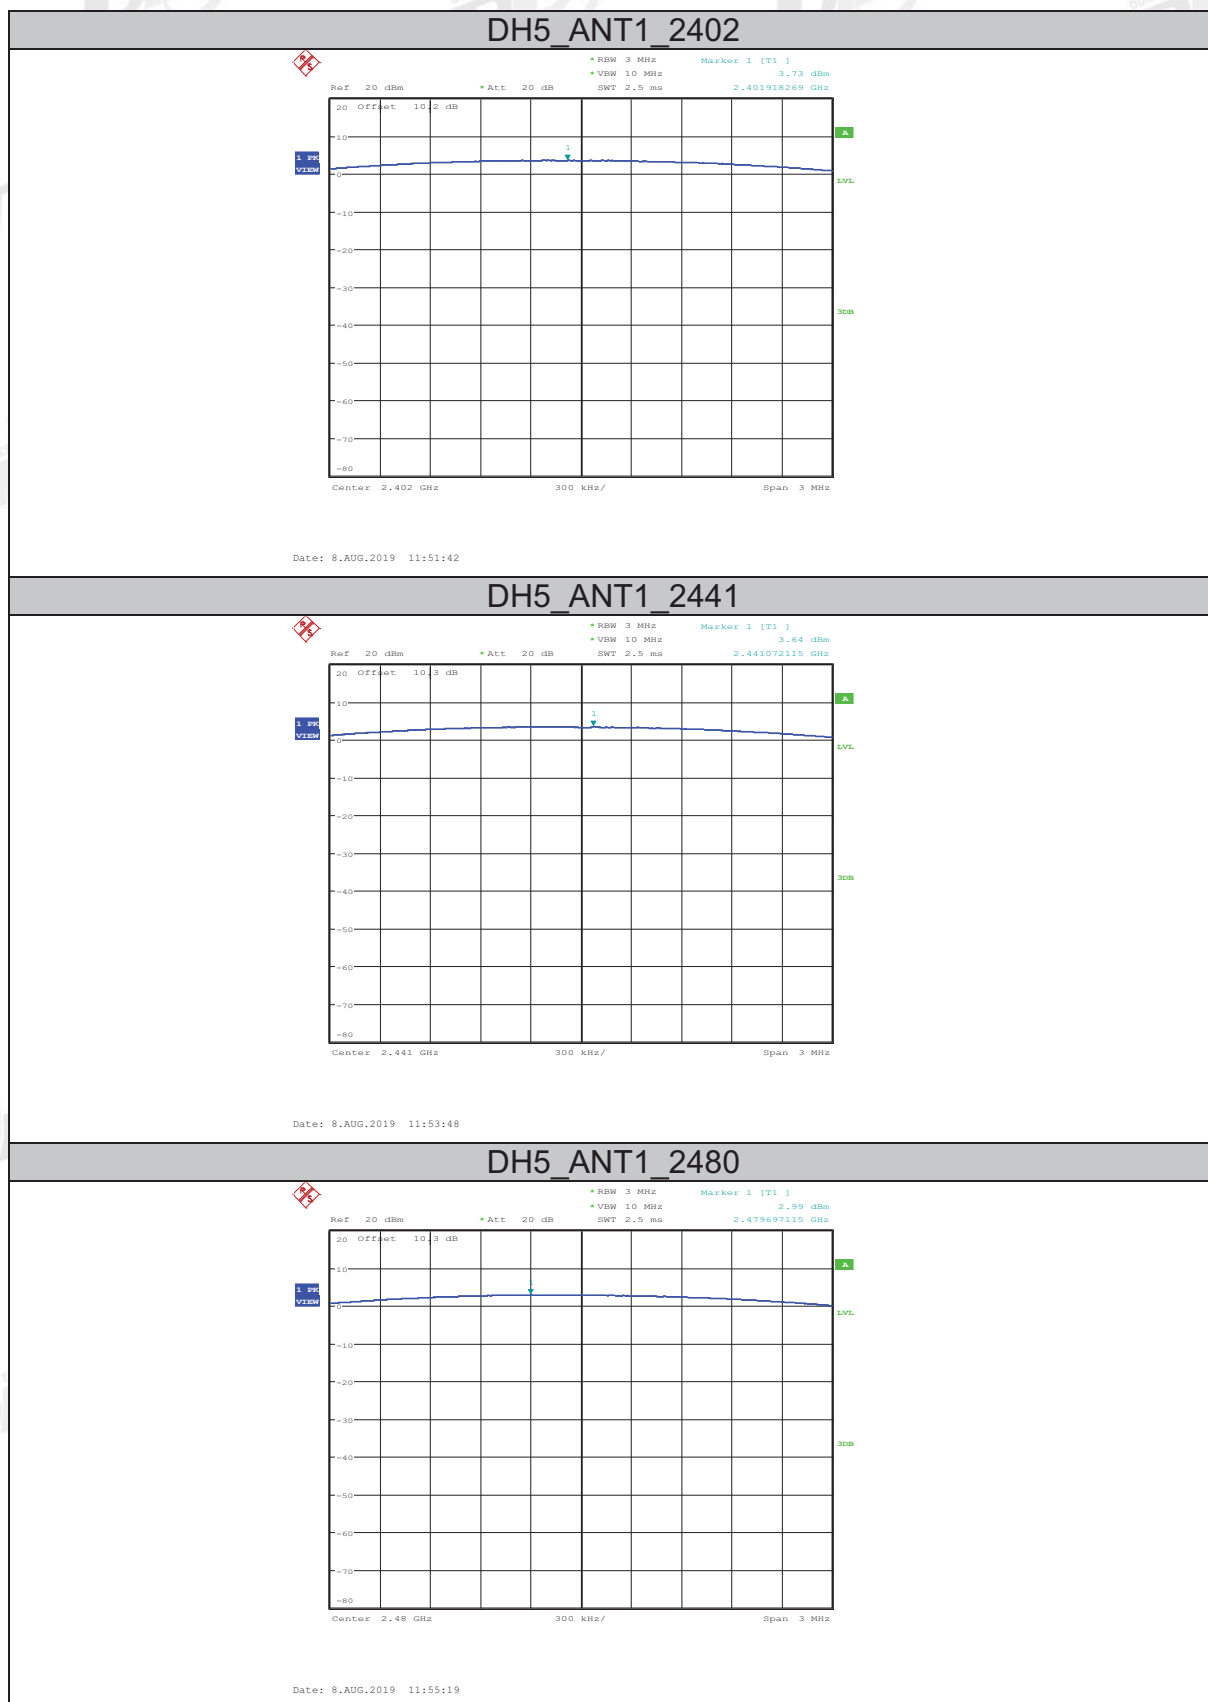 DH5_ANT1_2402
R S
*RBW 3 MHz Marker 1 [T1 ]
*VBW 10 MHz 3.73 dBm
Ref 20 dBm *Att 20 dB SWT 2.5 ms 2.401918269 GHz
20 Offset 10.2 dB
A
10
1
1 PK
VIEW
0
LVL
-10
-20
-30
3DB
-40
-50
-60
-70
-80
Center 2.402 GHz 300 kHz/ Span 3 MHz
Date: 8.AUG.2019 11:51:42
DH5_ANT1_2441
R S
*RBW 3 MHz Marker 1 [T1 ]
*VBW 10 MHz 3.64 dBm
Ref 20 dBm *Att 20 dB SWT 2.5 ms 2.441072115 GHz
20 Offset 10.3 dB
A
10
1
1 PK
VIEW
0
LVL
-10
-20
-30
3DB
-40
-50
-60
-70
-80
Center 2.441 GHz 300 kHz/ Span 3 MHz
Date: 8.AUG.2019 11:53:48
DH5_ANT1_2480
R S
*RBW 3 MHz Marker 1 [T1 ]
*VBW 10 MHz 2.99 dBm
Ref 20 dBm *Att 20 dB SWT 2.5 ms 2.479697115 GHz
20 Offset 10.3 dB
A
10
1
1 PK
VIEW
0
LVL
-10
-20
-30
3DB
-40
-50
-60
-70
-80
Center 2.48 GHz 300 kHz/ Span 3 MHz
Date: 8.AUG.2019 11:55:19